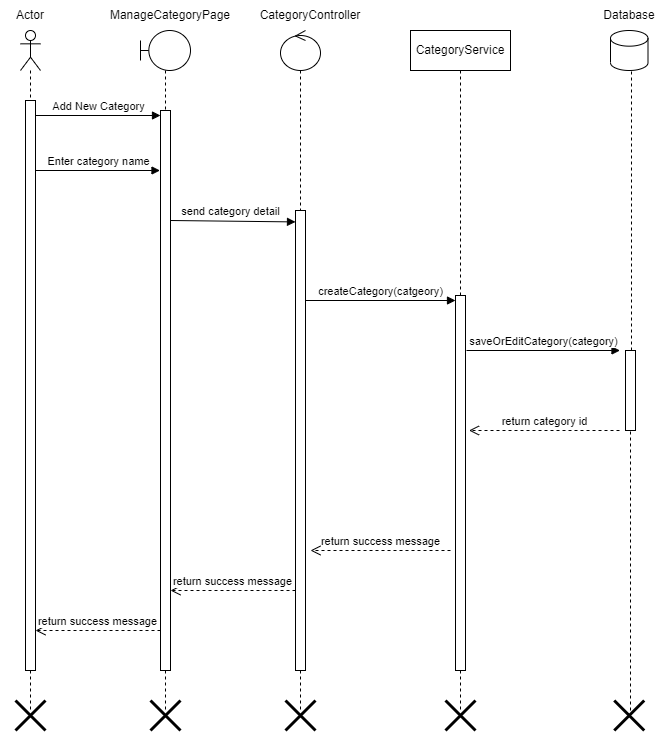 Actor
ManageCategoryPage
CategoryController
Database
CategoryService
Add New Category
Enter category name
send category detail
createCategory(catgeory)
saveOrEditCategory(category)
return category id
return success message
return success message
return success message